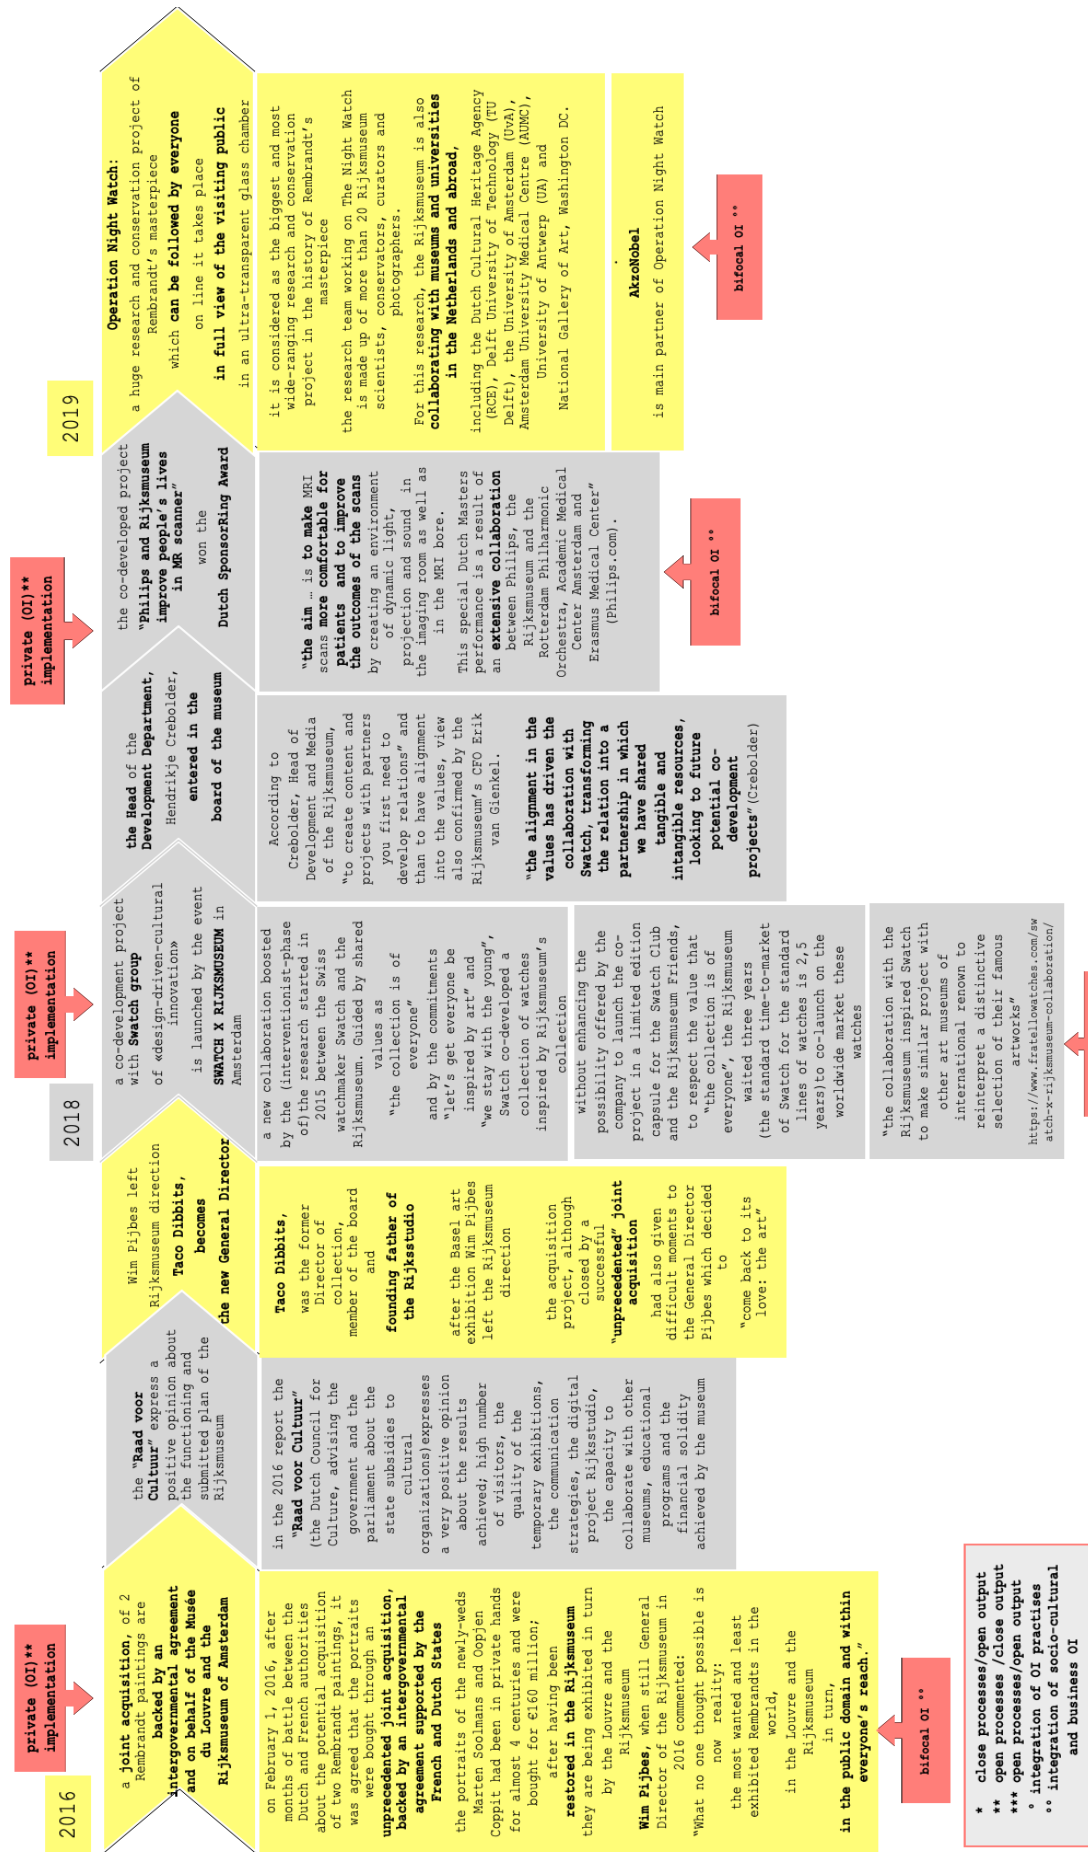 private (OI)**
implementation
2016
a joint acquisition, of 2
Rembrandt paintings are
backed by an
intergovernmental agreement
and on behalf of the Musée
du Louvre and the
Rijksmuseum of Amsterdam
on February 1, 2016, after
months of battle between the
Dutch and French authorities
about the potential acquisition
of two Rembrandt paintings, it
was agreed that the portraits
were bought through an
unprecedented joint acquisition,
backed by an intergovernmental
agreement supported by the
French and Dutch States
the portraits of the newly-weds
Marten Soolmans and Oopjen
Coppit had been in private hands
for almost 4 centuries and were
bought for €160 million;
after having been
restored in the Rijksmuseum
they are being exhibited in turn
by the Louvre and the
Rijksmuseum
Wim Pijbes, when still General
Director of the Rijksmuseum in
2016 commented:
"What no one thought possible is
now reality:
the most wanted and least
exhibited Rembrandts in the
world,
in the Louvre and the
Rijksmuseum
in turn,
in the public domain and within
everyone's reach."
bifocal OI °°
the "Raad voor
Cultuur" express a
positive opinion about
the functioning and
submitted plan of the
Rijksmuseum
in the 2016 report the
"Raad voor Cultuur"
(the Dutch Council for
Culture, advising the
government and the
parliament about the
state subsidies to
cultural
organizations)expresses
a very positive opinion
about the results
achieved; high number
of visitors, the
quality of the
temporary exhibitions,
the communication
strategies, the digital
project Rijksstudio,
the capacity to
collaborate with other
museums, educational
programs and the
financial solidity
achieved by the museum
Wim Pijbes left
Rijksmuseum direction
Taco Dibbits,
becomes
the new General Director
Taco Dibbits,
was the former
Director of
collection,
member of the board
and
founding father of
the Rijksstudio
after the Basel art
exhibition Wim Pijbes
left the Rijksmuseum
direction
the acquisition
project, although
closed by a
successful
"unprecedented" joint
acquisition
had also given
difficult moments to
the General Director
Pijbes which decided
to
"come back to its
love: the art"
private (OI)**
implementation
2018
a co-development project
with Swatch group
of «design-driven-cultural
innovation»
is launched by the event
SWATCH X RIJKSMUSEUM in
Amsterdam
a new collaboration boosted
by the (interventionist-phase
of)the research started in
2015 between the Swiss
watchmaker Swatch and the
Rijksmuseum. Guided by shared
values as
"the collection is of
everyone"
and by the commitments
"let's get everyone be
inspired by art" and
"we stay with the young",
Swatch co-developed a
collection of watches
inspired by Rijksmuseum's
collection
without enhancing the
possibility offered by the
company to launch the co-
project in a limited edition
capsule for the Swatch Club
and the Rijksmuseum Friends,
to respect the value that
"the collection is of
everyone", the Rijksmuseum
waited three years
(the standard time-to-market
of Swatch for the standard
lines of watches is 2,5
years)to co-launch on the
worldwide market these
watches
"the collaboration with the
Rijksmuseum inspired Swatch
to make similar project with
other art museums of
international renown to
reinterpret a distinctive
selection of their famous
artworks"
https://www.fratellowatches.com/sw
atch-x-rijksmuseum-collaboration/
the Head of the
Development Department,
Hendrikje Crebolder,
entered in the
board of the museum
According to
Crebolder, Head of
Development and Media
of the Rijksmuseum,
"to create content and
projects with partners
you first need to
develop relations" and
than to have alignment
into the values, view
also confirmed by the
Rijksmuseum's CFO Erik
van Gienkel.
"the alignment in the
values has driven the
collaboration with
Swatch, transforming
the relation into a
partnership in which
we have shared
tangible and
intangible resources,
looking to future
potential co-
development
projects"(Crebolder)
private (OI)**
implementation
the co-developed project
"Philips and Rijksmuseum
improve people's lives
in MR scanner"
won the
Dutch SponsorRing Award
"the aim … is to make MRI
scans more comfortable for
patients and to improve
the outcomes of the scans
by creating an environment
of dynamic light,
projection and sound in
the imaging room as well as
in the MRI bore.
This special Dutch Masters
performance is a result of
an extensive collaboration
between Philips, the
Rijksmuseum and the
Rotterdam Philharmonic
Orchestra, Academic Medical
Center Amsterdam and
Erasmus Medical Center"
(Philips.com).
bifocal OI °°
2019
Operation Night Watch:
a huge research and conservation project of
Rembrandt's masterpiece
which can be followed by everyone
on line it takes place
in full view of the visiting public
in an ultra-transparent glass chamber
it is considered as the biggest and most
wide-ranging research and conservation
project in the history of Rembrandt's
masterpiece
the research team working on The Night Watch
is made up of more than 20 Rijksmuseum
scientists, conservators, curators and
photographers.
For this research, the Rijksmuseum is also
collaborating with museums and universities
in the Netherlands and abroad,
including the Dutch Cultural Heritage Agency
(RCE), Delft University of Technology (TU
Delft), the University of Amsterdam (UvA),
Amsterdam University Medical Centre (AUMC),
University of Antwerp (UA) and
National Gallery of Art, Washington DC.
.
AkzoNobel
is main partner of Operation Night Watch
bifocal OI °°
* close processes/open output
** open processes /close output
*** open processes/open output
° integration of OI practises
°° integration of socio-cultural
and business OI